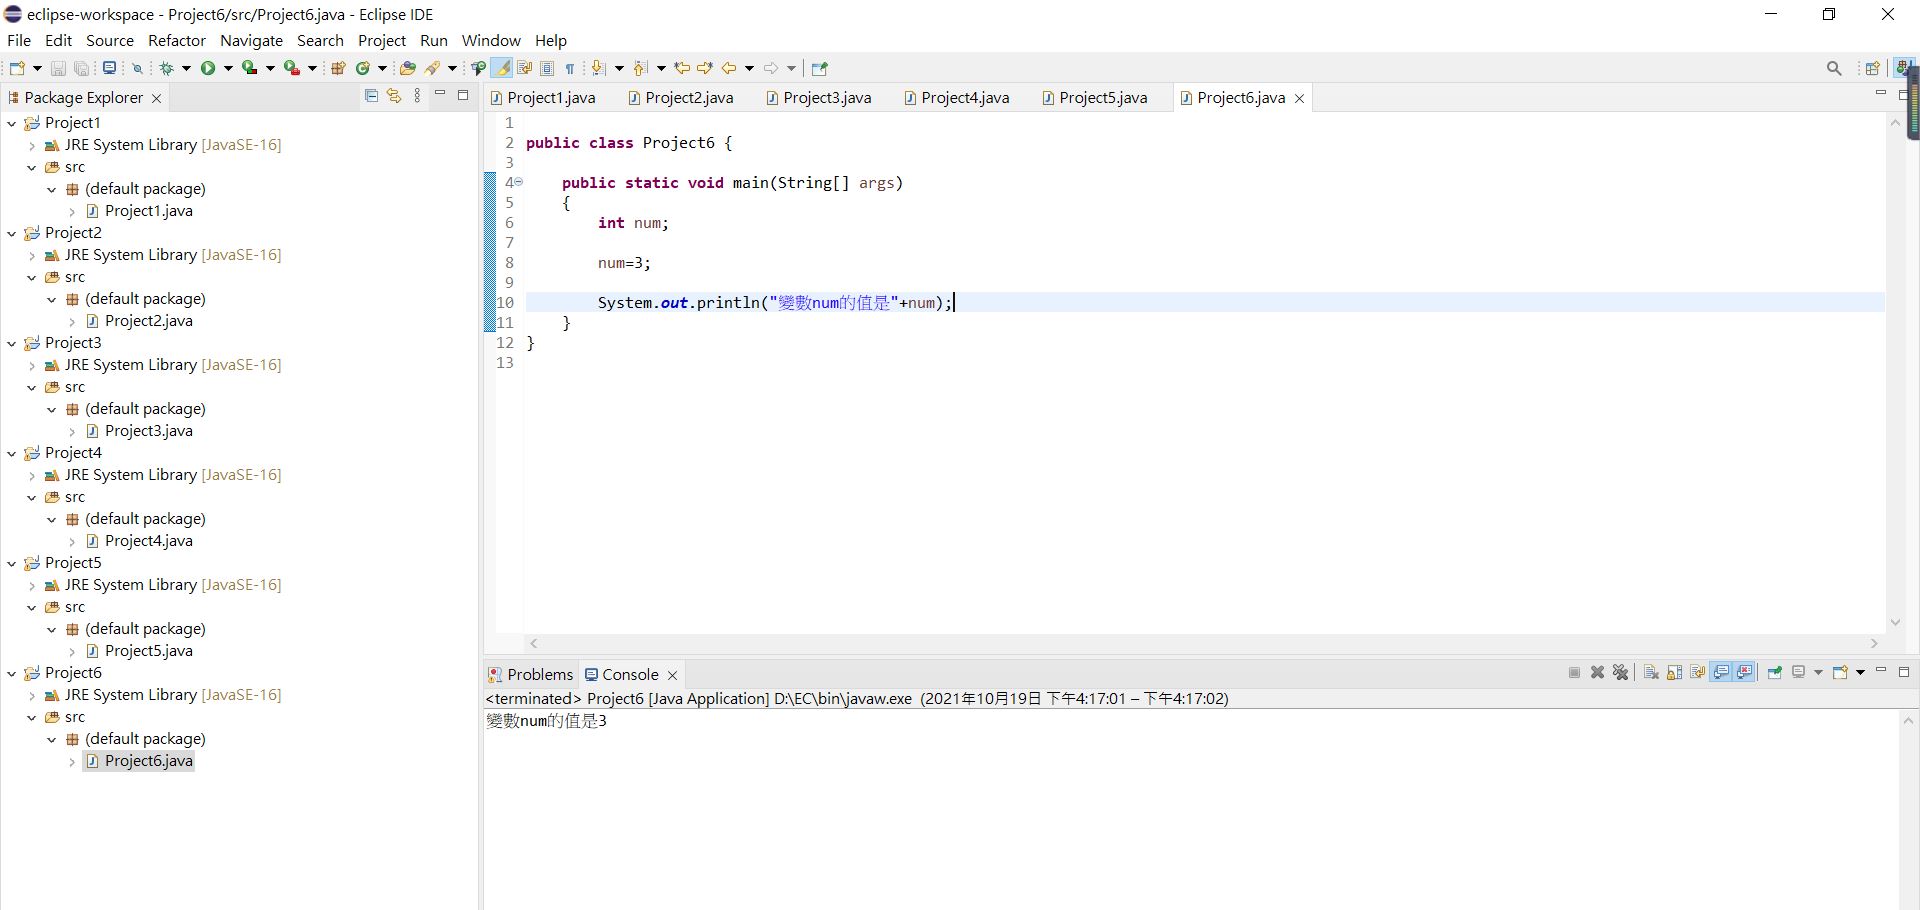 eclipse-workspace - Project6/src/Project6.java - Eclipse IDE
File Edit Source Refactor Navigate Search Project Run Window Help
Package Explorer
Project1
JRE System Library [JavaSE-16]
src
(default package)
Project1.java
Project2
JRE System Library [JavaSE-16]
src
(default package)
Project2.java
Project3
JRE System Library [JavaSE-16]
src
(default package)
Project3.java
Project4
JRE System Library [JavaSE-16]
src
(default package)
Project4.java
Project5
JRE System Library [JavaSE-16]
src
(default package)
Project5.java
Project6
JRE System Library [JavaSE-16]
src
(default package)
Project6.java
Project1.java Project2.java Project3.java Project4.java Project5.java Project6.java
1
2 public class Project6 {
3
4 public static void main(String[] args)
5 {
6 int num;
7
8 num=3;
9
10 System.out.println("變數num的值是"+num);
11 }
12 }
13
Problems Console
<terminated> Project6 [Java Application] D:\EC\bin\javaw.exe (2021年10月19日 下午4:17:01 – 下午4:17:02)
變數num的值是3